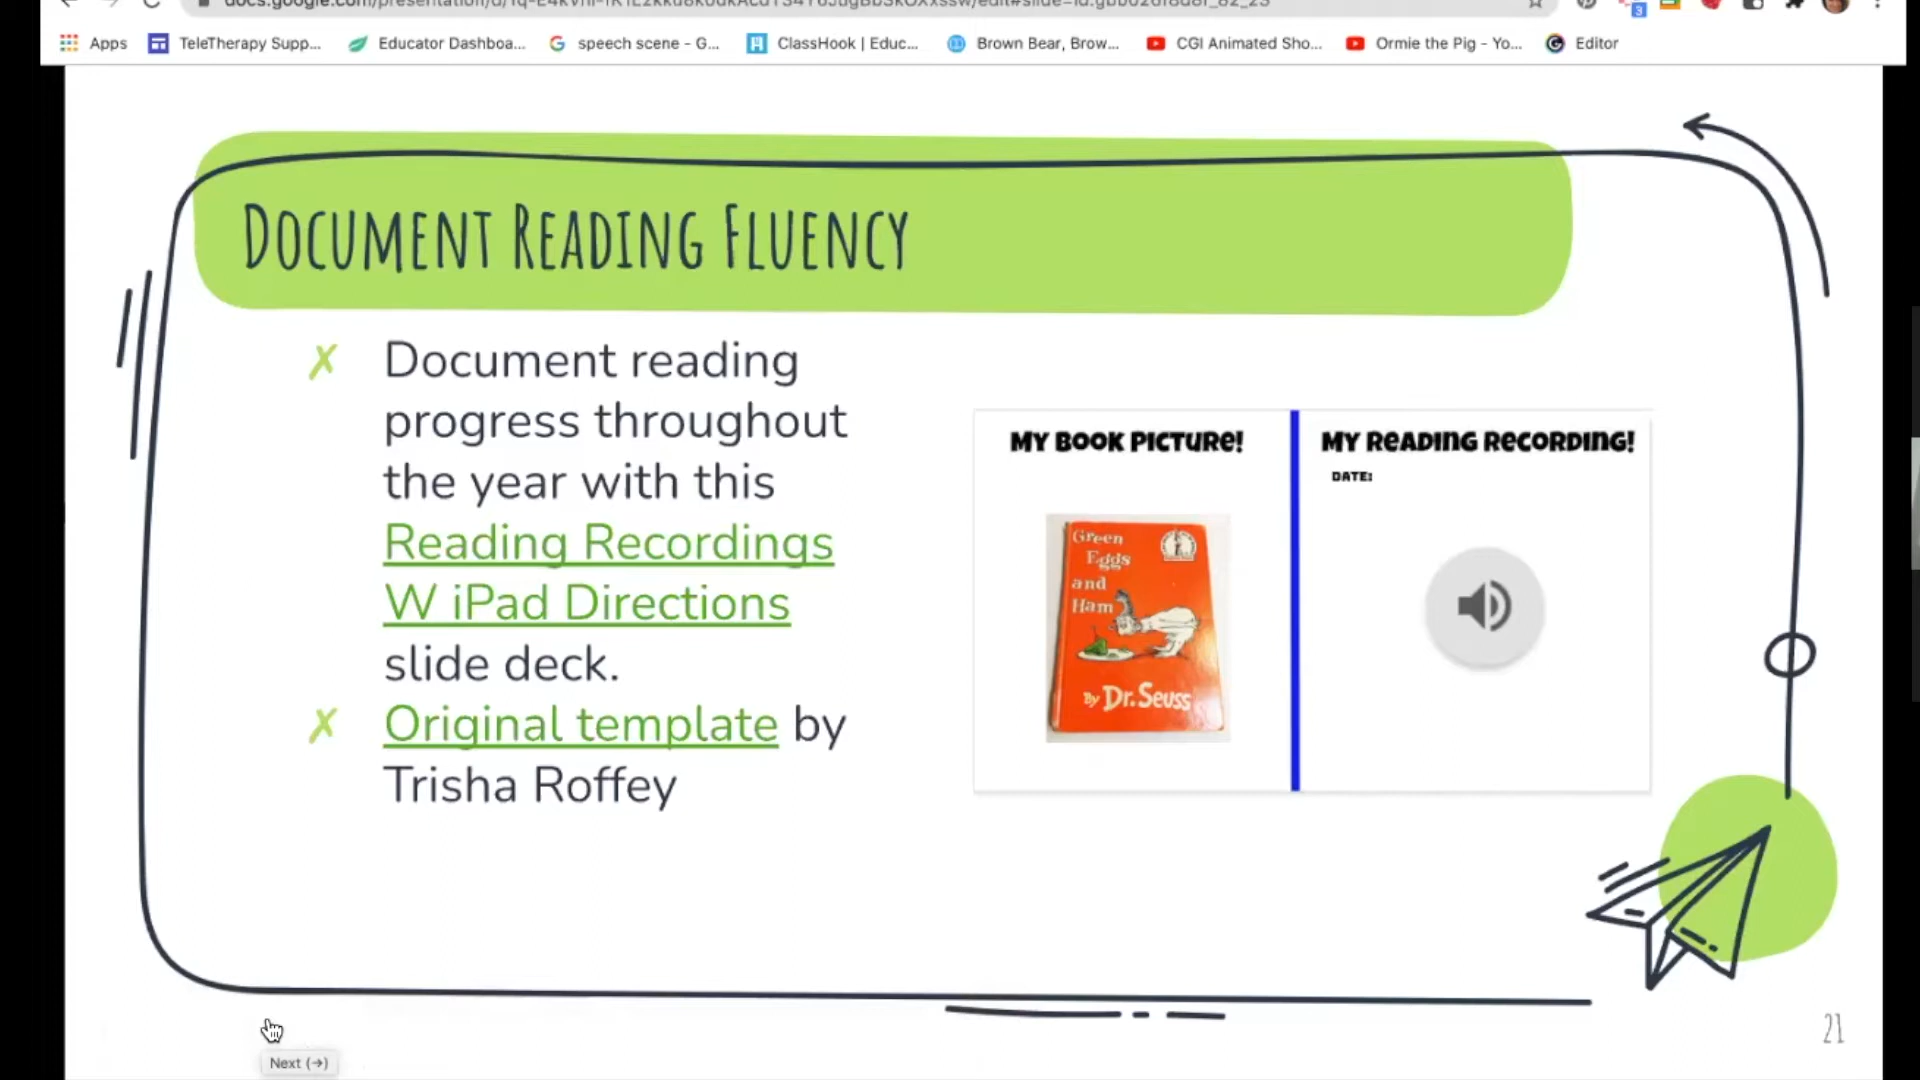 Apps TeleTherapy Supp... Educator Dashboa... speech scene - G... ClassHook | Educ... Brown Bear, Brow... CGI Animated Sho... Ormie the Pig - Yo... Editor
DOCUMENT READING FLUENCY
✗ Document reading
progress throughout
the year with this
Reading Recordings
W iPad Directions
slide deck.
✗ Original template by
Trisha Roffey
MY BOOK PICTURE!
Green
Eggs
and
Ham
By Dr. Seuss
MY READING RECORDING!
DATE:
21
Next (→)